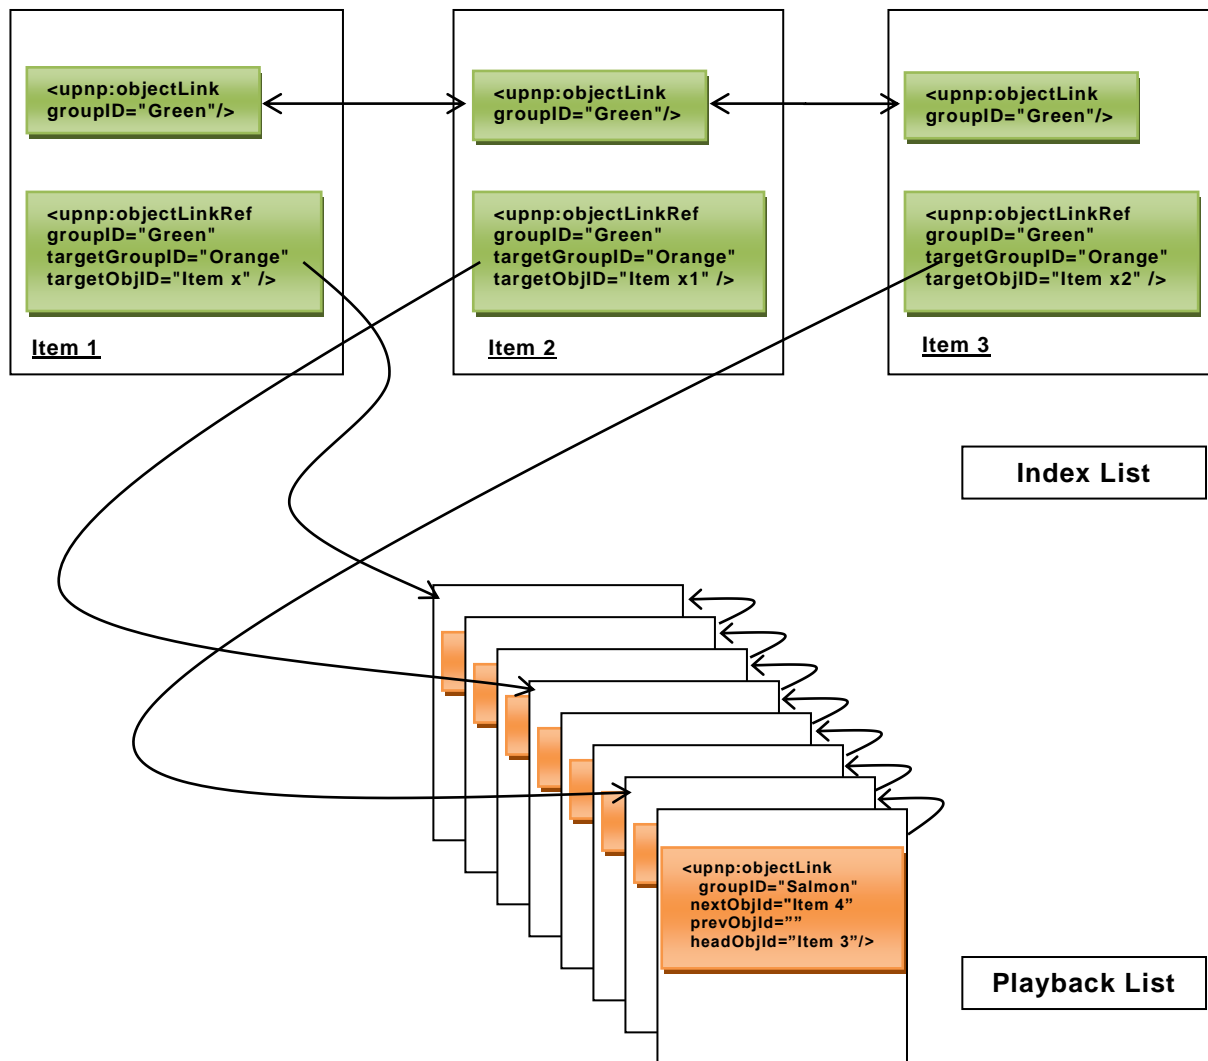 <upnp:objectLink
groupID="Green"/>
<upnp:objectLink
groupID="Green"/>
<upnp:objectLink
groupID="Green"/>
<upnp:objectLinkRef
groupID="Green"
targetGroupID="Orange"
targetObjID="Item x" />
<upnp:objectLinkRef
groupID="Green"
targetGroupID="Orange"
targetObjID="Item x1" />
<upnp:objectLinkRef
groupID="Green"
targetGroupID="Orange"
targetObjID="Item x2" />
Item 1
Item 2
Item 3
Index List
<upnp:objectLink
groupID="Salmon"
nextObjId="Item 4”
prevObjId=””
headObjId=”Item 3”/>
Playback List